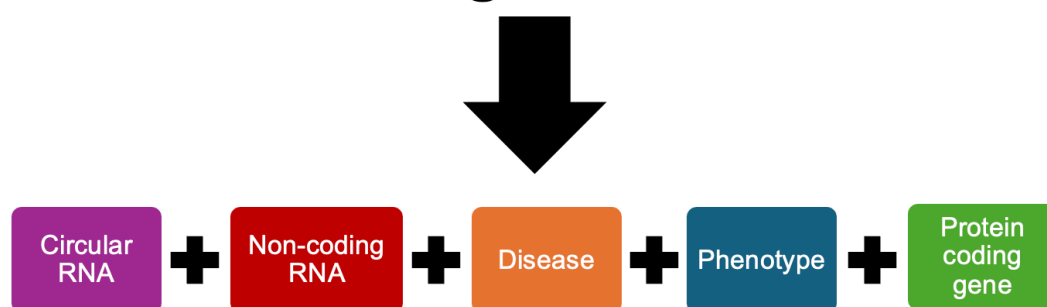 Circular
RNA
Non-coding
RNA
Disease
Phenotype
Protein
coding
gene